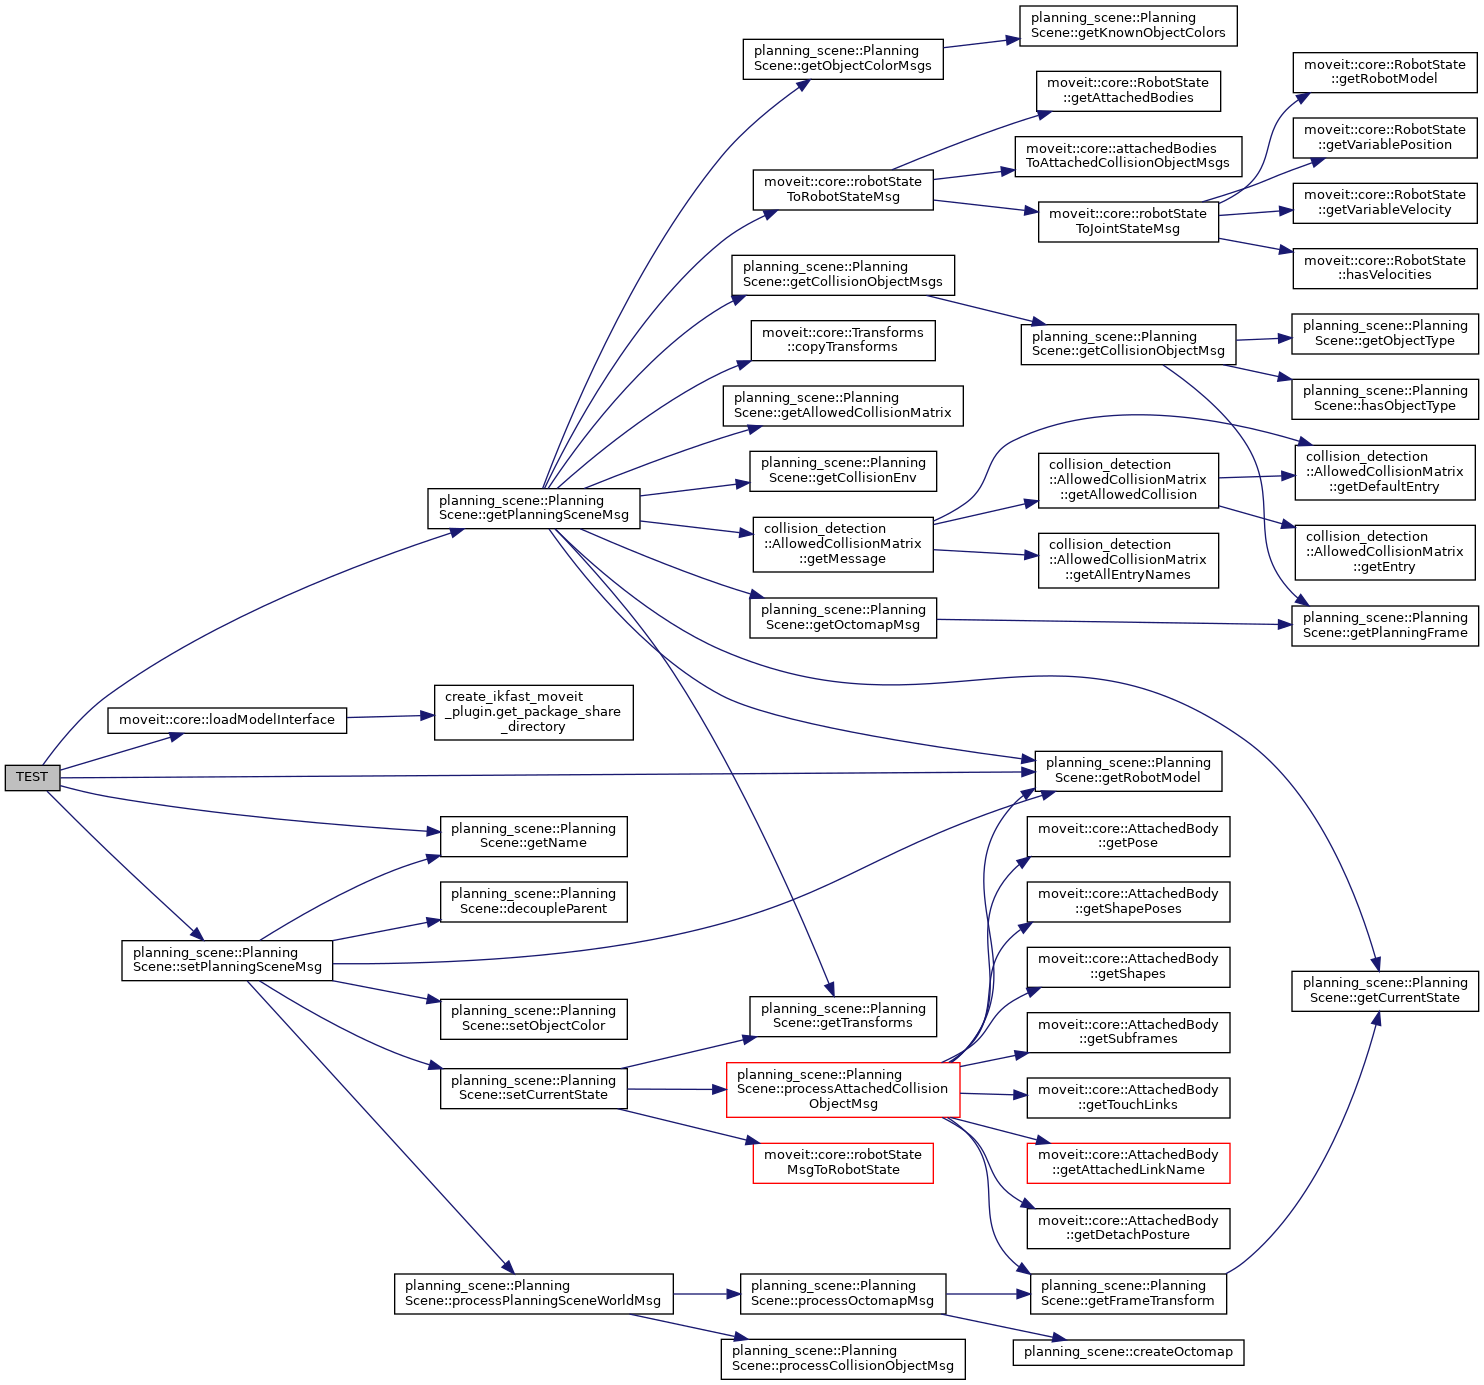 planning_scene::Planning
Scene::getKnownObjectColors
planning_scene::Planning
Scene::getObjectColorMsgs
moveit::core::RobotState
::getRobotModel
moveit::core::RobotState
::getAttachedBodies
moveit::core::RobotState
::getVariablePosition
moveit::core::attachedBodies
ToAttachedCollisionObjectMsgs
moveit::core::robotState
ToRobotStateMsg
moveit::core::RobotState
::getVariableVelocity
moveit::core::robotState
ToJointStateMsg
moveit::core::RobotState
::hasVelocities
planning_scene::Planning
Scene::getCollisionObjectMsgs
moveit::core::Transforms
::copyTransforms
planning_scene::Planning
Scene::getCollisionObjectMsg
planning_scene::Planning
Scene::getObjectType
planning_scene::Planning
Scene::hasObjectType
planning_scene::Planning
Scene::getAllowedCollisionMatrix
planning_scene::Planning
Scene::getCollisionEnv
collision_detection
::AllowedCollisionMatrix
::getAllowedCollision
collision_detection
::AllowedCollisionMatrix
::getDefaultEntry
planning_scene::Planning
Scene::getPlanningSceneMsg
collision_detection
::AllowedCollisionMatrix
::getMessage
collision_detection
::AllowedCollisionMatrix
::getAllEntryNames
collision_detection
::AllowedCollisionMatrix
::getEntry
planning_scene::Planning
Scene::getOctomapMsg
planning_scene::Planning
Scene::getPlanningFrame
moveit::core::loadModelInterface
create_ikfast_moveit
_plugin.get_package_share
_directory
TEST
planning_scene::Planning
Scene::getRobotModel
planning_scene::Planning
Scene::getName
moveit::core::AttachedBody
::getPose
planning_scene::Planning
Scene::decoupleParent
moveit::core::AttachedBody
::getShapePoses
planning_scene::Planning
Scene::setPlanningSceneMsg
moveit::core::AttachedBody
::getShapes
planning_scene::Planning
Scene::getCurrentState
planning_scene::Planning
Scene::setObjectColor
planning_scene::Planning
Scene::getTransforms
moveit::core::AttachedBody
::getSubframes
planning_scene::Planning
Scene::setCurrentState
planning_scene::Planning
Scene::processAttachedCollision
ObjectMsg
moveit::core::AttachedBody
::getTouchLinks
moveit::core::robotState
MsgToRobotState
moveit::core::AttachedBody
::getAttachedLinkName
moveit::core::AttachedBody
::getDetachPosture
planning_scene::Planning
Scene::processPlanningSceneWorldMsg
planning_scene::Planning
Scene::processOctomapMsg
planning_scene::Planning
Scene::getFrameTransform
planning_scene::Planning
Scene::processCollisionObjectMsg
planning_scene::createOctomap